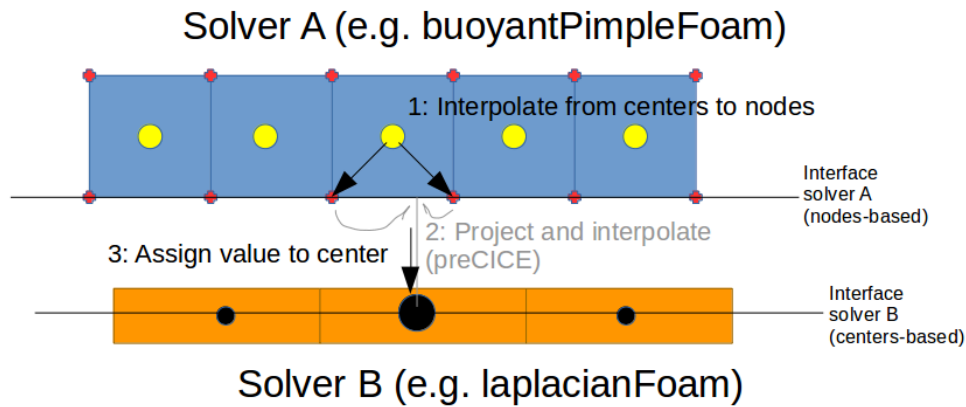 Solver A (e.g. buoyantPimpleFoam)
1: Interpolate from centers to nodes
Interface
solver A
(nodes-based)
2: Project and interpolate
(preCICE)
3: Assign value to center
Interface
solver B
(centers-based)
Solver B (e.g. laplacianFoam)